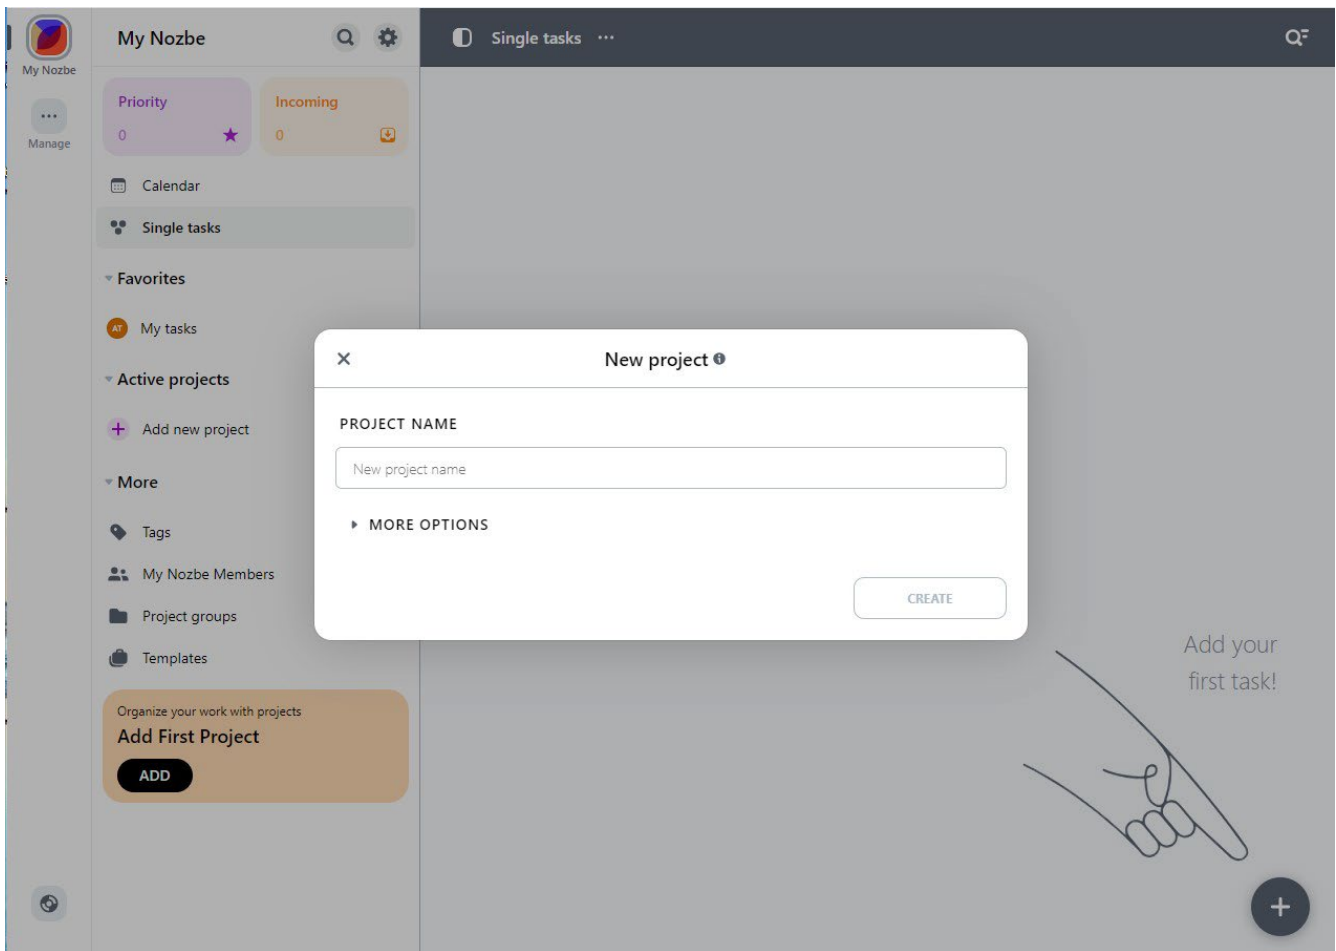 My Nozbe
Manage
My Nozbe
Priority
0
Incoming
0
Calendar
Single tasks
Favorites
AT My tasks
Active projects
Add new project
More
Tags
My Nozbe Members
Project groups
Templates
Organize your work with projects
Add First Project
ADD
Single tasks
New project
PROJECT NAME
New project name
MORE OPTIONS
CREATE
Add your
first task!